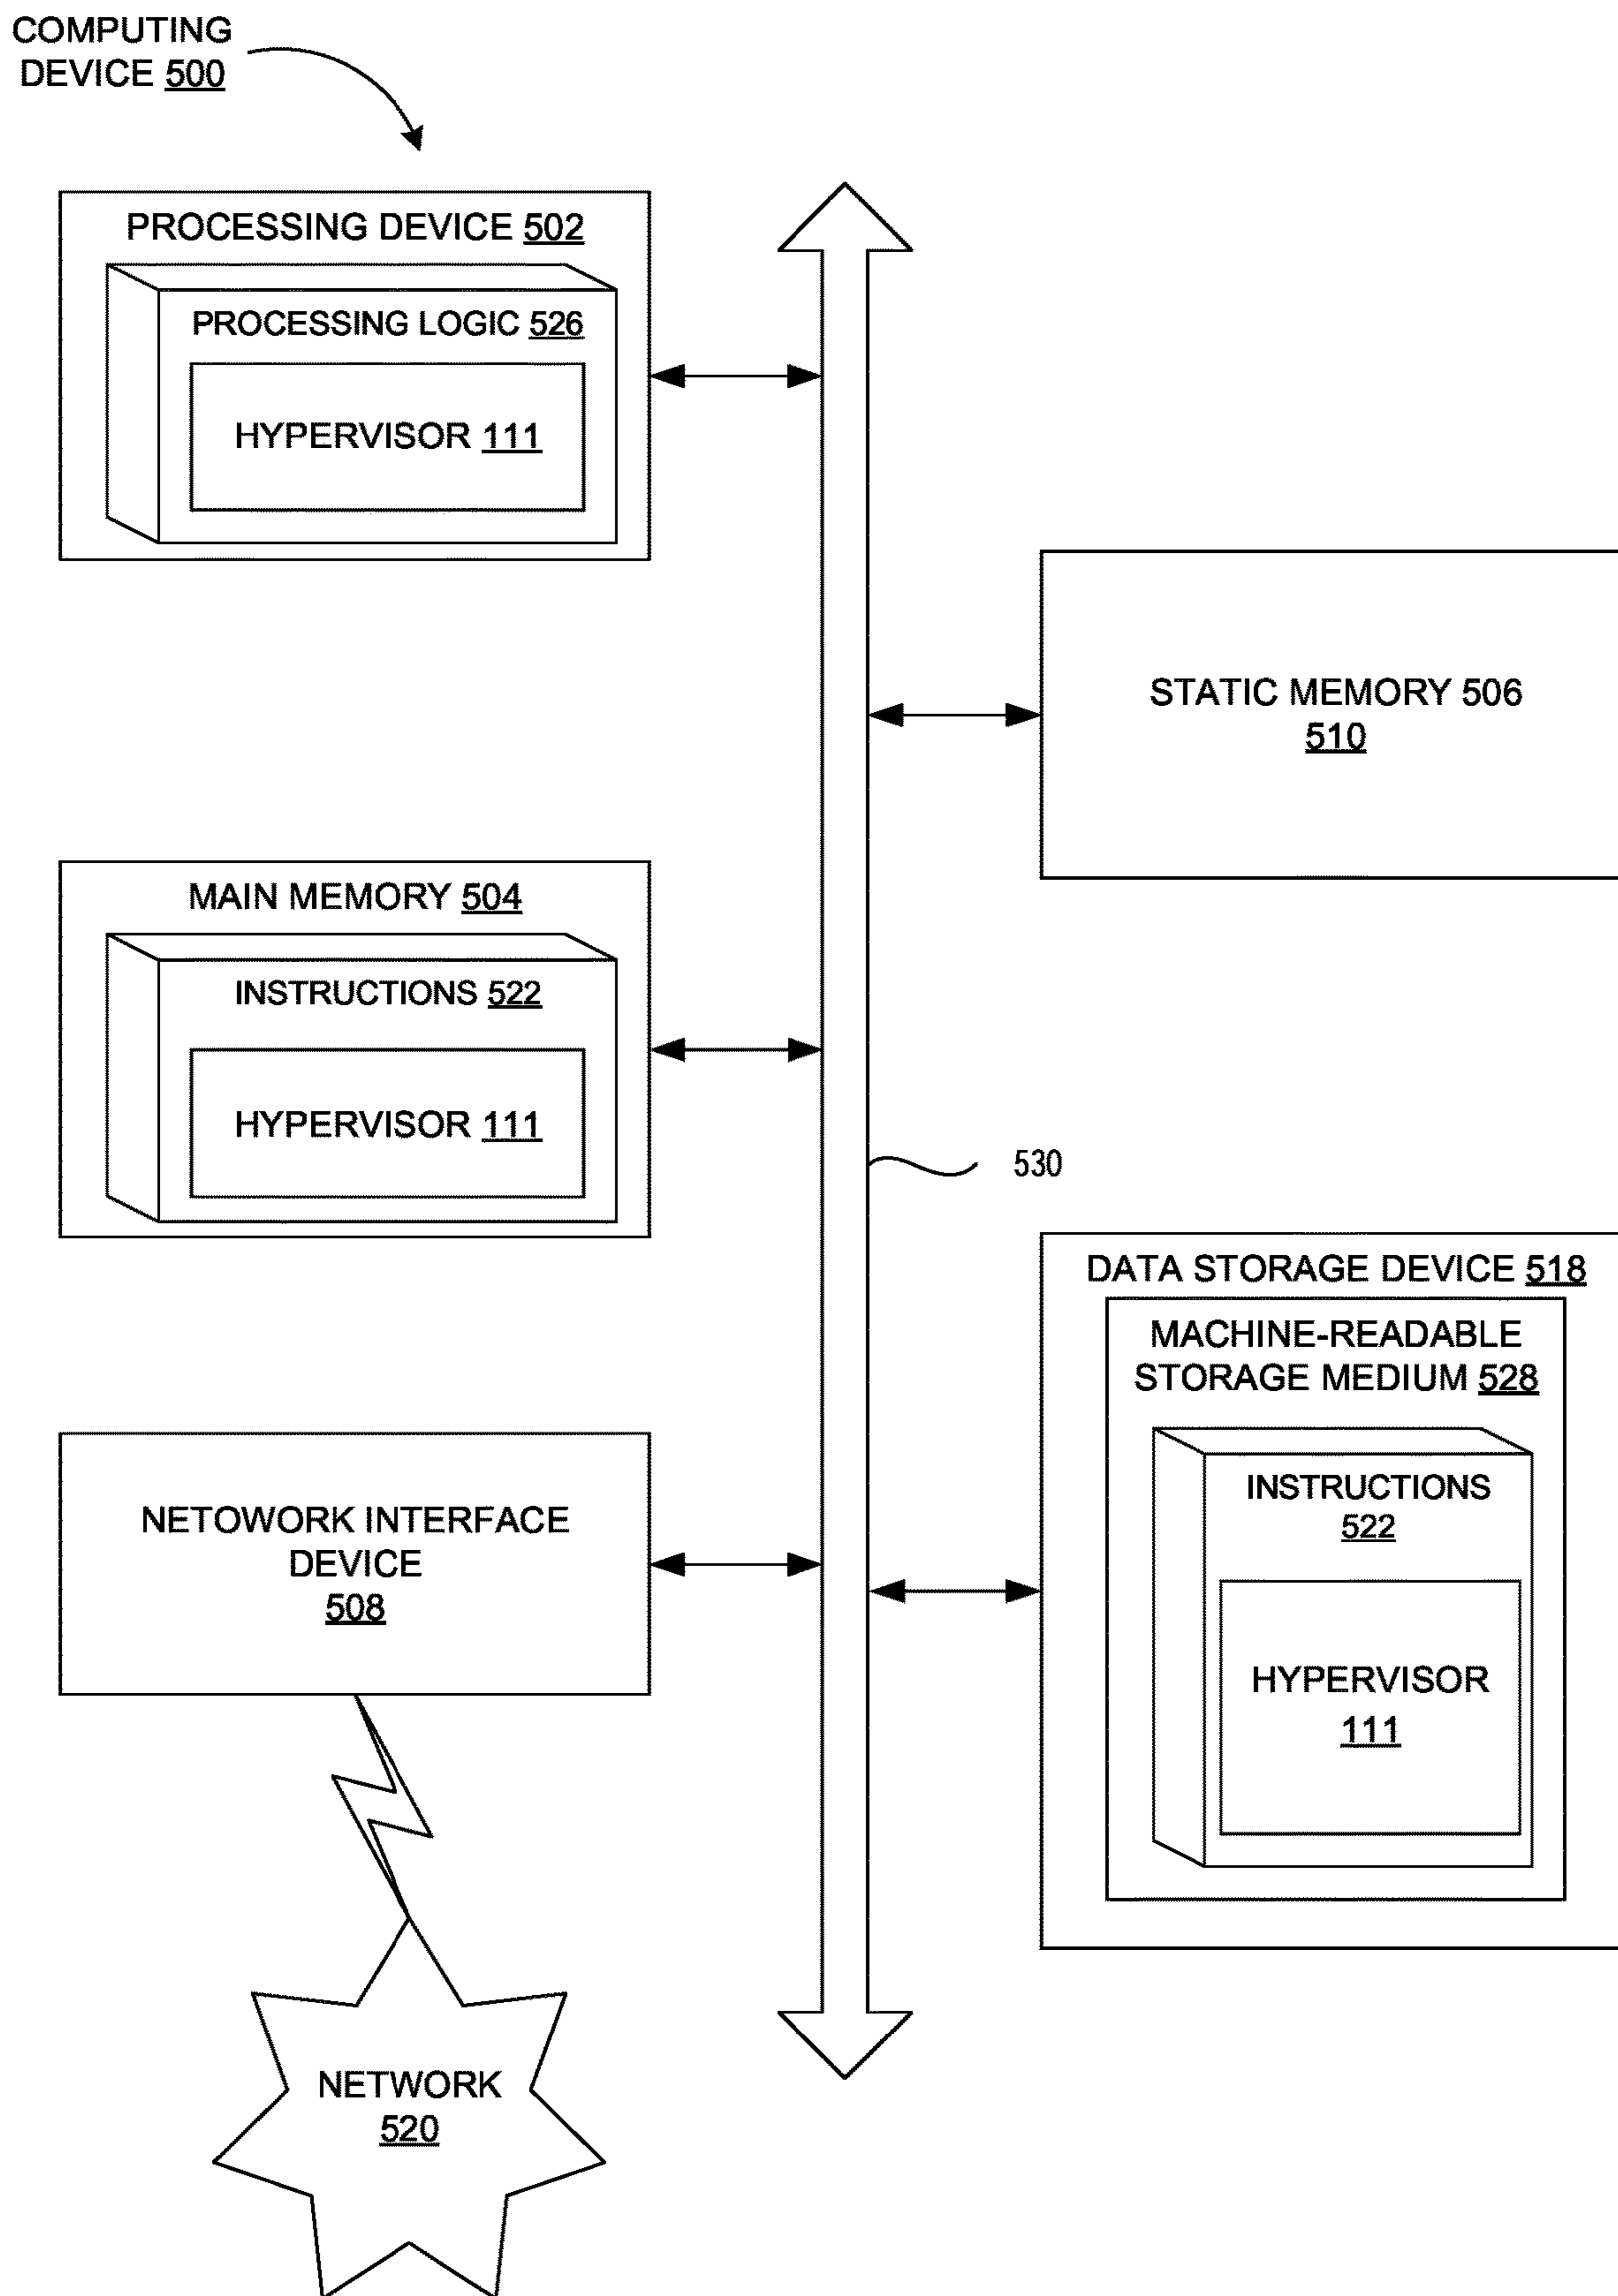 COMPUTING
DEVICE 500
PROCESSING DEVICE 502
PROCESSING LOGIC 526
HYPERVISOR 111
STATIC MEMORY 506
510
MAIN MEMORY 504
INSTRUCTIONS 522
HYPERVISOR 111
530
DATA STORAGE DEVICE 518
MACHINE-READABLE
STORAGE MEDIUM 528
INSTRUCTIONS
522
HYPERVISOR
111
NETOWORK INTERFACE
DEVICE
508
NETWORK
520